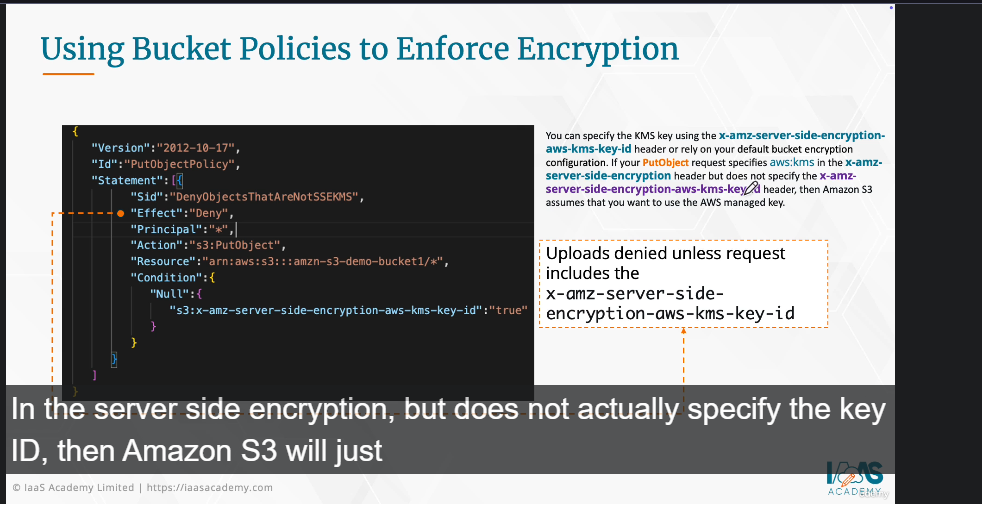 Using Bucket Policies to Enforce Encryption
{
"Version":"2012-10-17",
"Id":"PutObjectPolicy",
"Statement":[{
"Sid":"DenyObjectsThatAreNotSSEKMS",
"Effect":"Deny",
"Principal":"*",
"Action":"s3:PutObject",
"Resource":"arn:aws:s3:::amzn-s3-demo-bucket1/*",
"Condition":{
"Null":{
"s3:x-amz-server-side-encryption-aws-kms-key-id":"true"
}
}
}
]
}
You can specify the KMS key using the x-amz-server-side-encryption-
aws-kms-key-id header or rely on your default bucket encryption
configuration. If your PutObject request specifies aws:kms in the x-amz-
server-side-encryption header but does not specify the x-amz-
server-side-encryption-aws-kms-key-id header, then Amazon S3
assumes that you want to use the AWS managed key.
Uploads denied unless request
includes the
x-amz-server-side-
encryption-aws-kms-key-id
In the server side encryption, but does not actually specify the key
ID, then Amazon S3 will just
© IaaS Academy Limited | https://iaasacademy.com
IAAS
ACADEMY